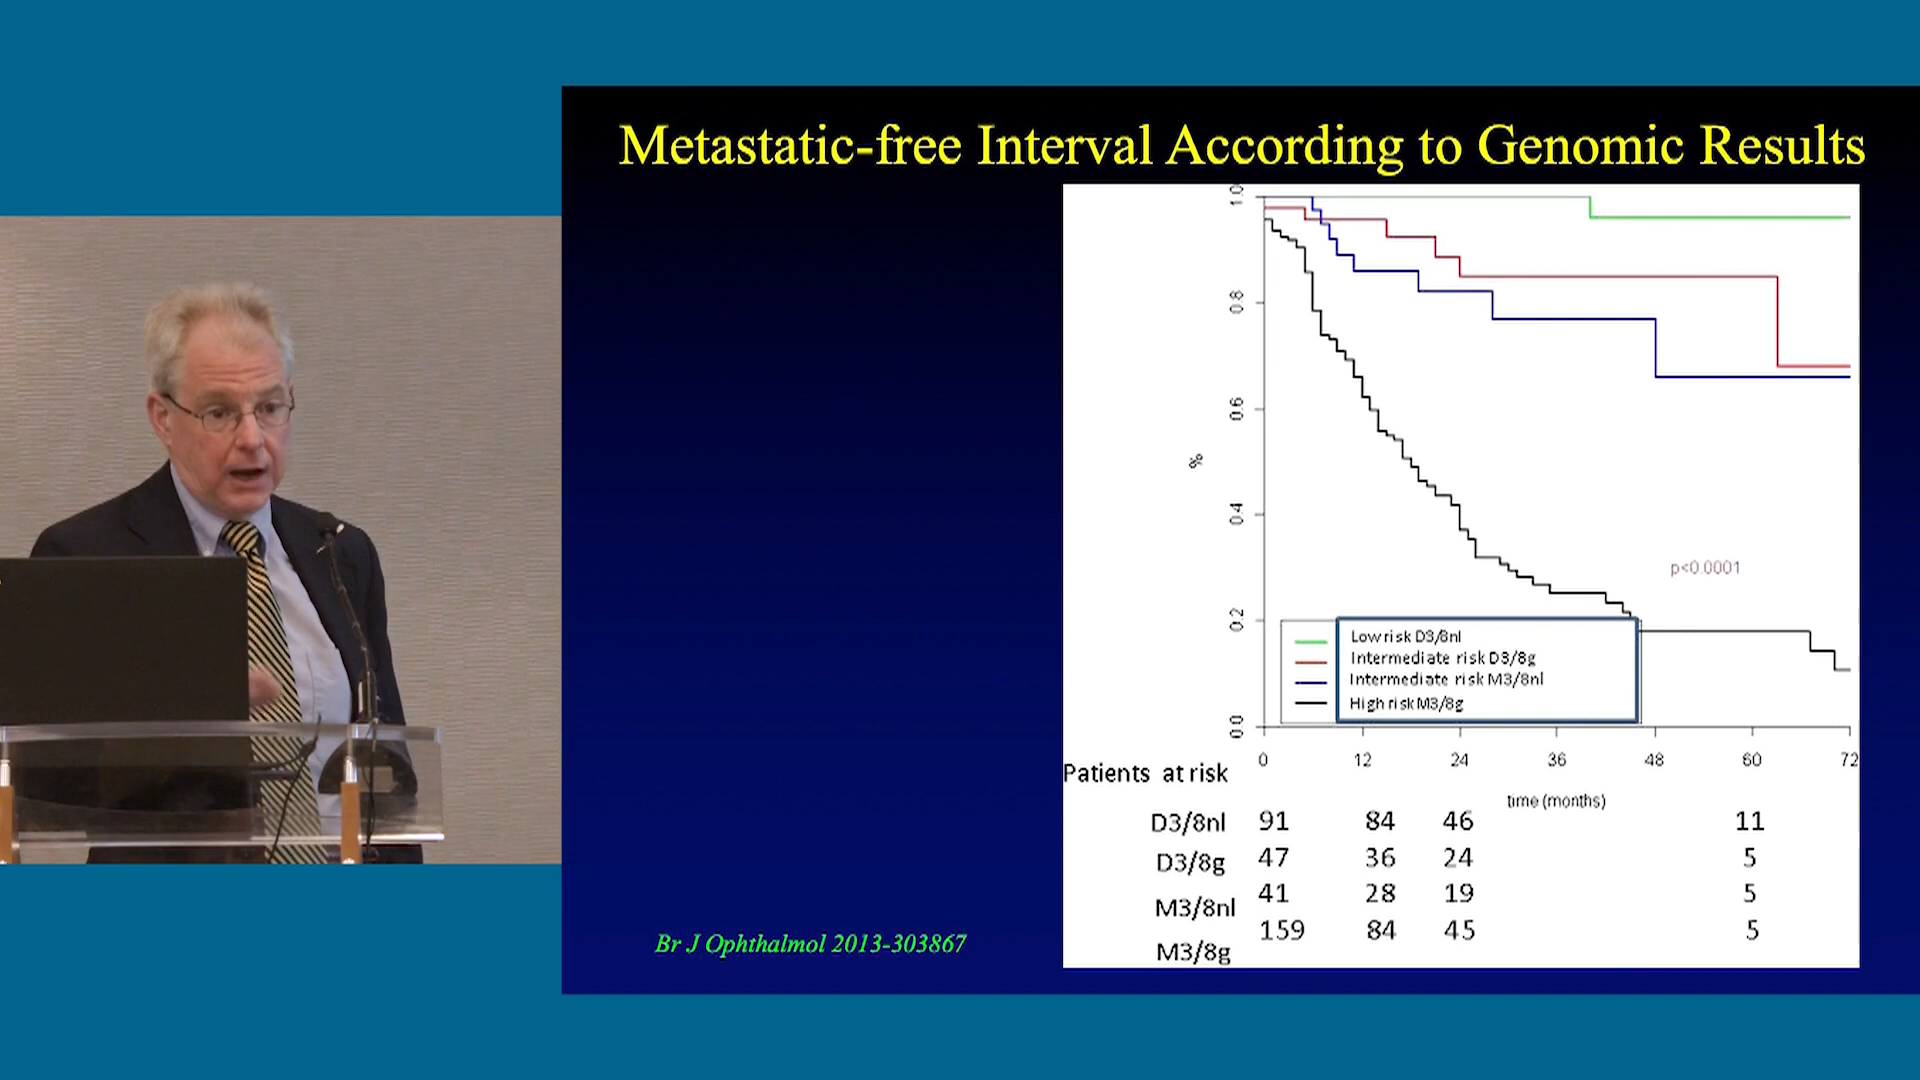 Metastatic-free Interval According to Genomic Results
1.0
0.8
0.6
0.4
0.2
0.0
%
p<0.0001
Low risk D3/8nl
Intermediate risk D3/8g
Intermediate risk M3/8nl
High risk M3/8g
0 12 24 36 48 60 72
time (months)
Patients at risk
D3/8nl 91 84 46 11
D3/8g 47 36 24 5
M3/8nl 41 28 19 5
M3/8g 159 84 45 5
Br J Ophthalmol 2013-303867